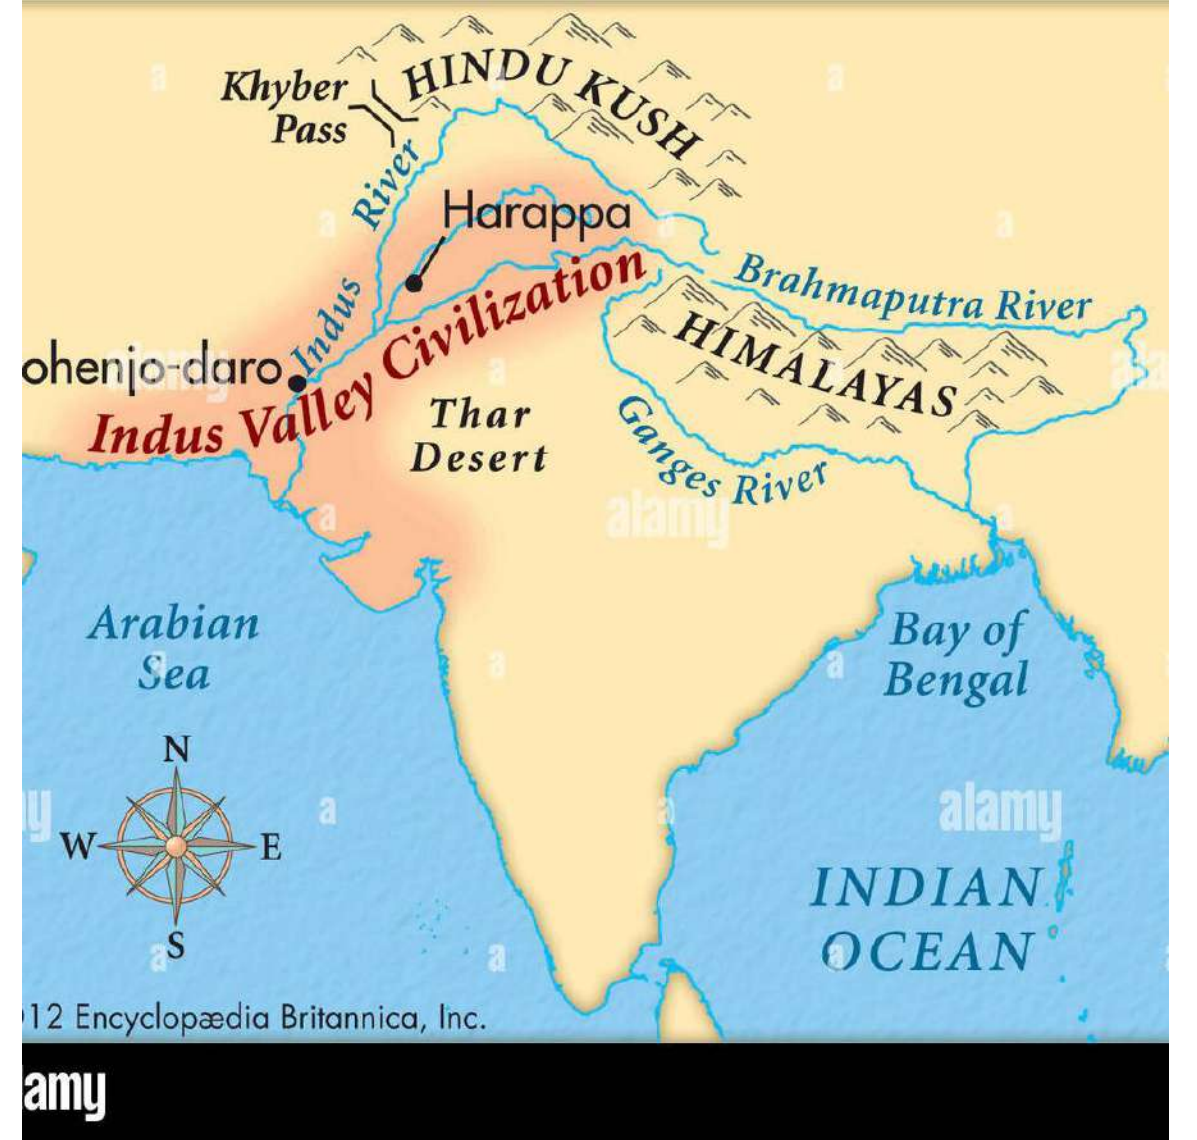 HINDU KUSH
Khyber
Pass
Indus River
Harappa
Brahmaputra River
HIMALAYAS
ohenjo-daro
Indus Valley Civilization
Thar
Desert
Ganges River
alamy
Arabian
Sea
Bay of
Bengal
N
W
E
S
alamy
INDIAN
OCEAN
12 Encyclopædia Britannica, Inc.
lamy